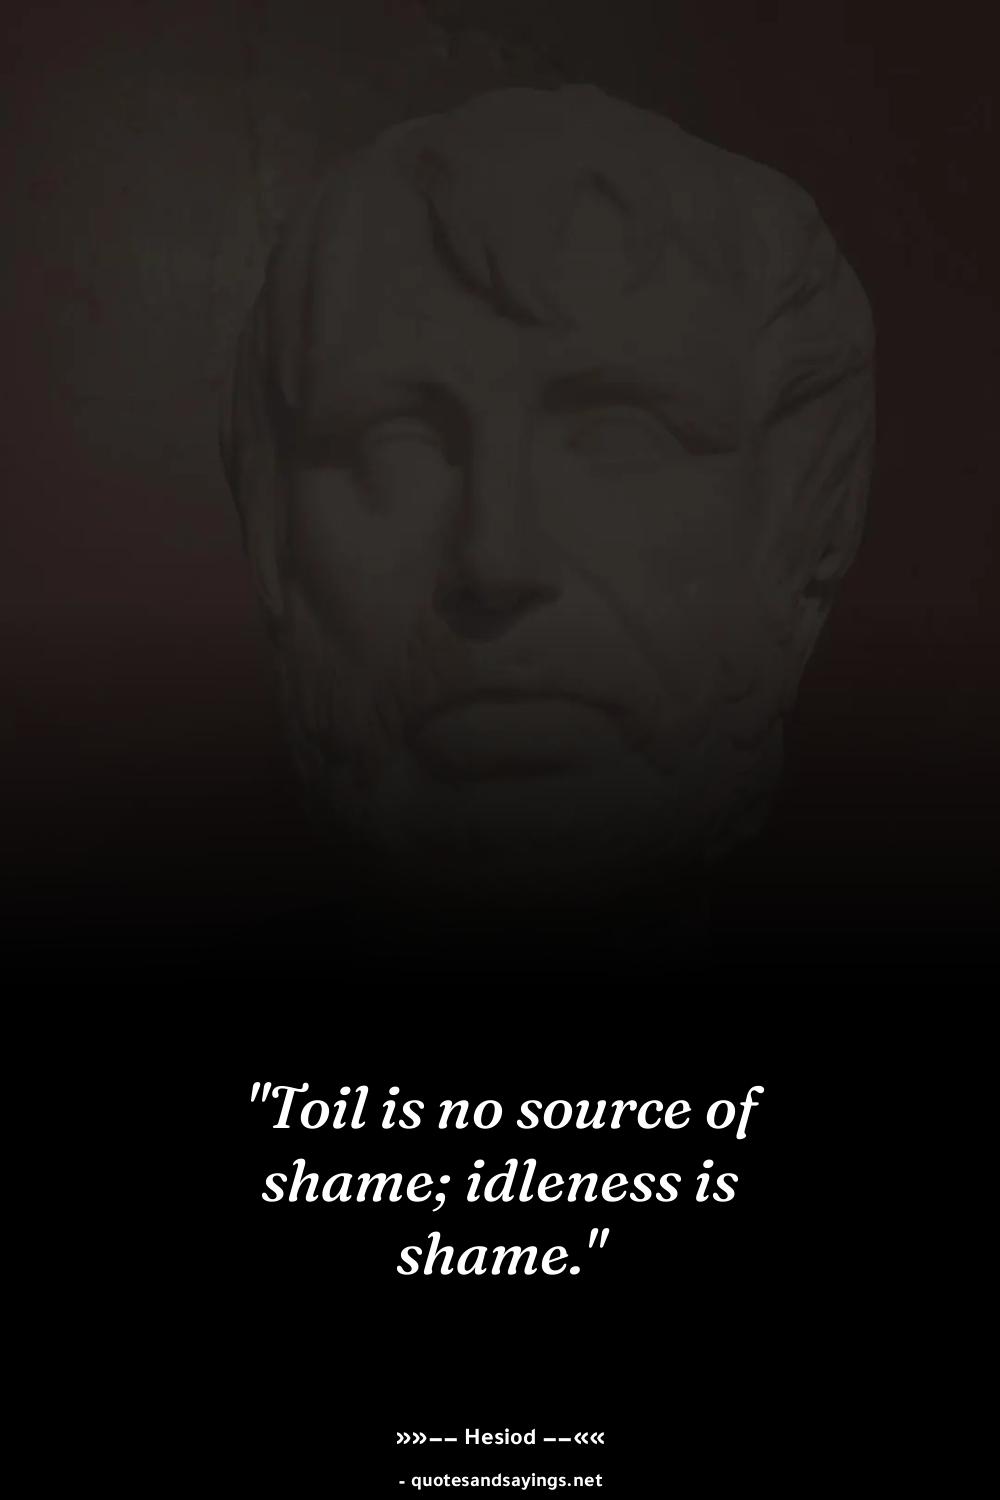 "Toil is no source of
shame; idleness is
shame."
»»–– Hesiod ––««
- quotesandsayings.net